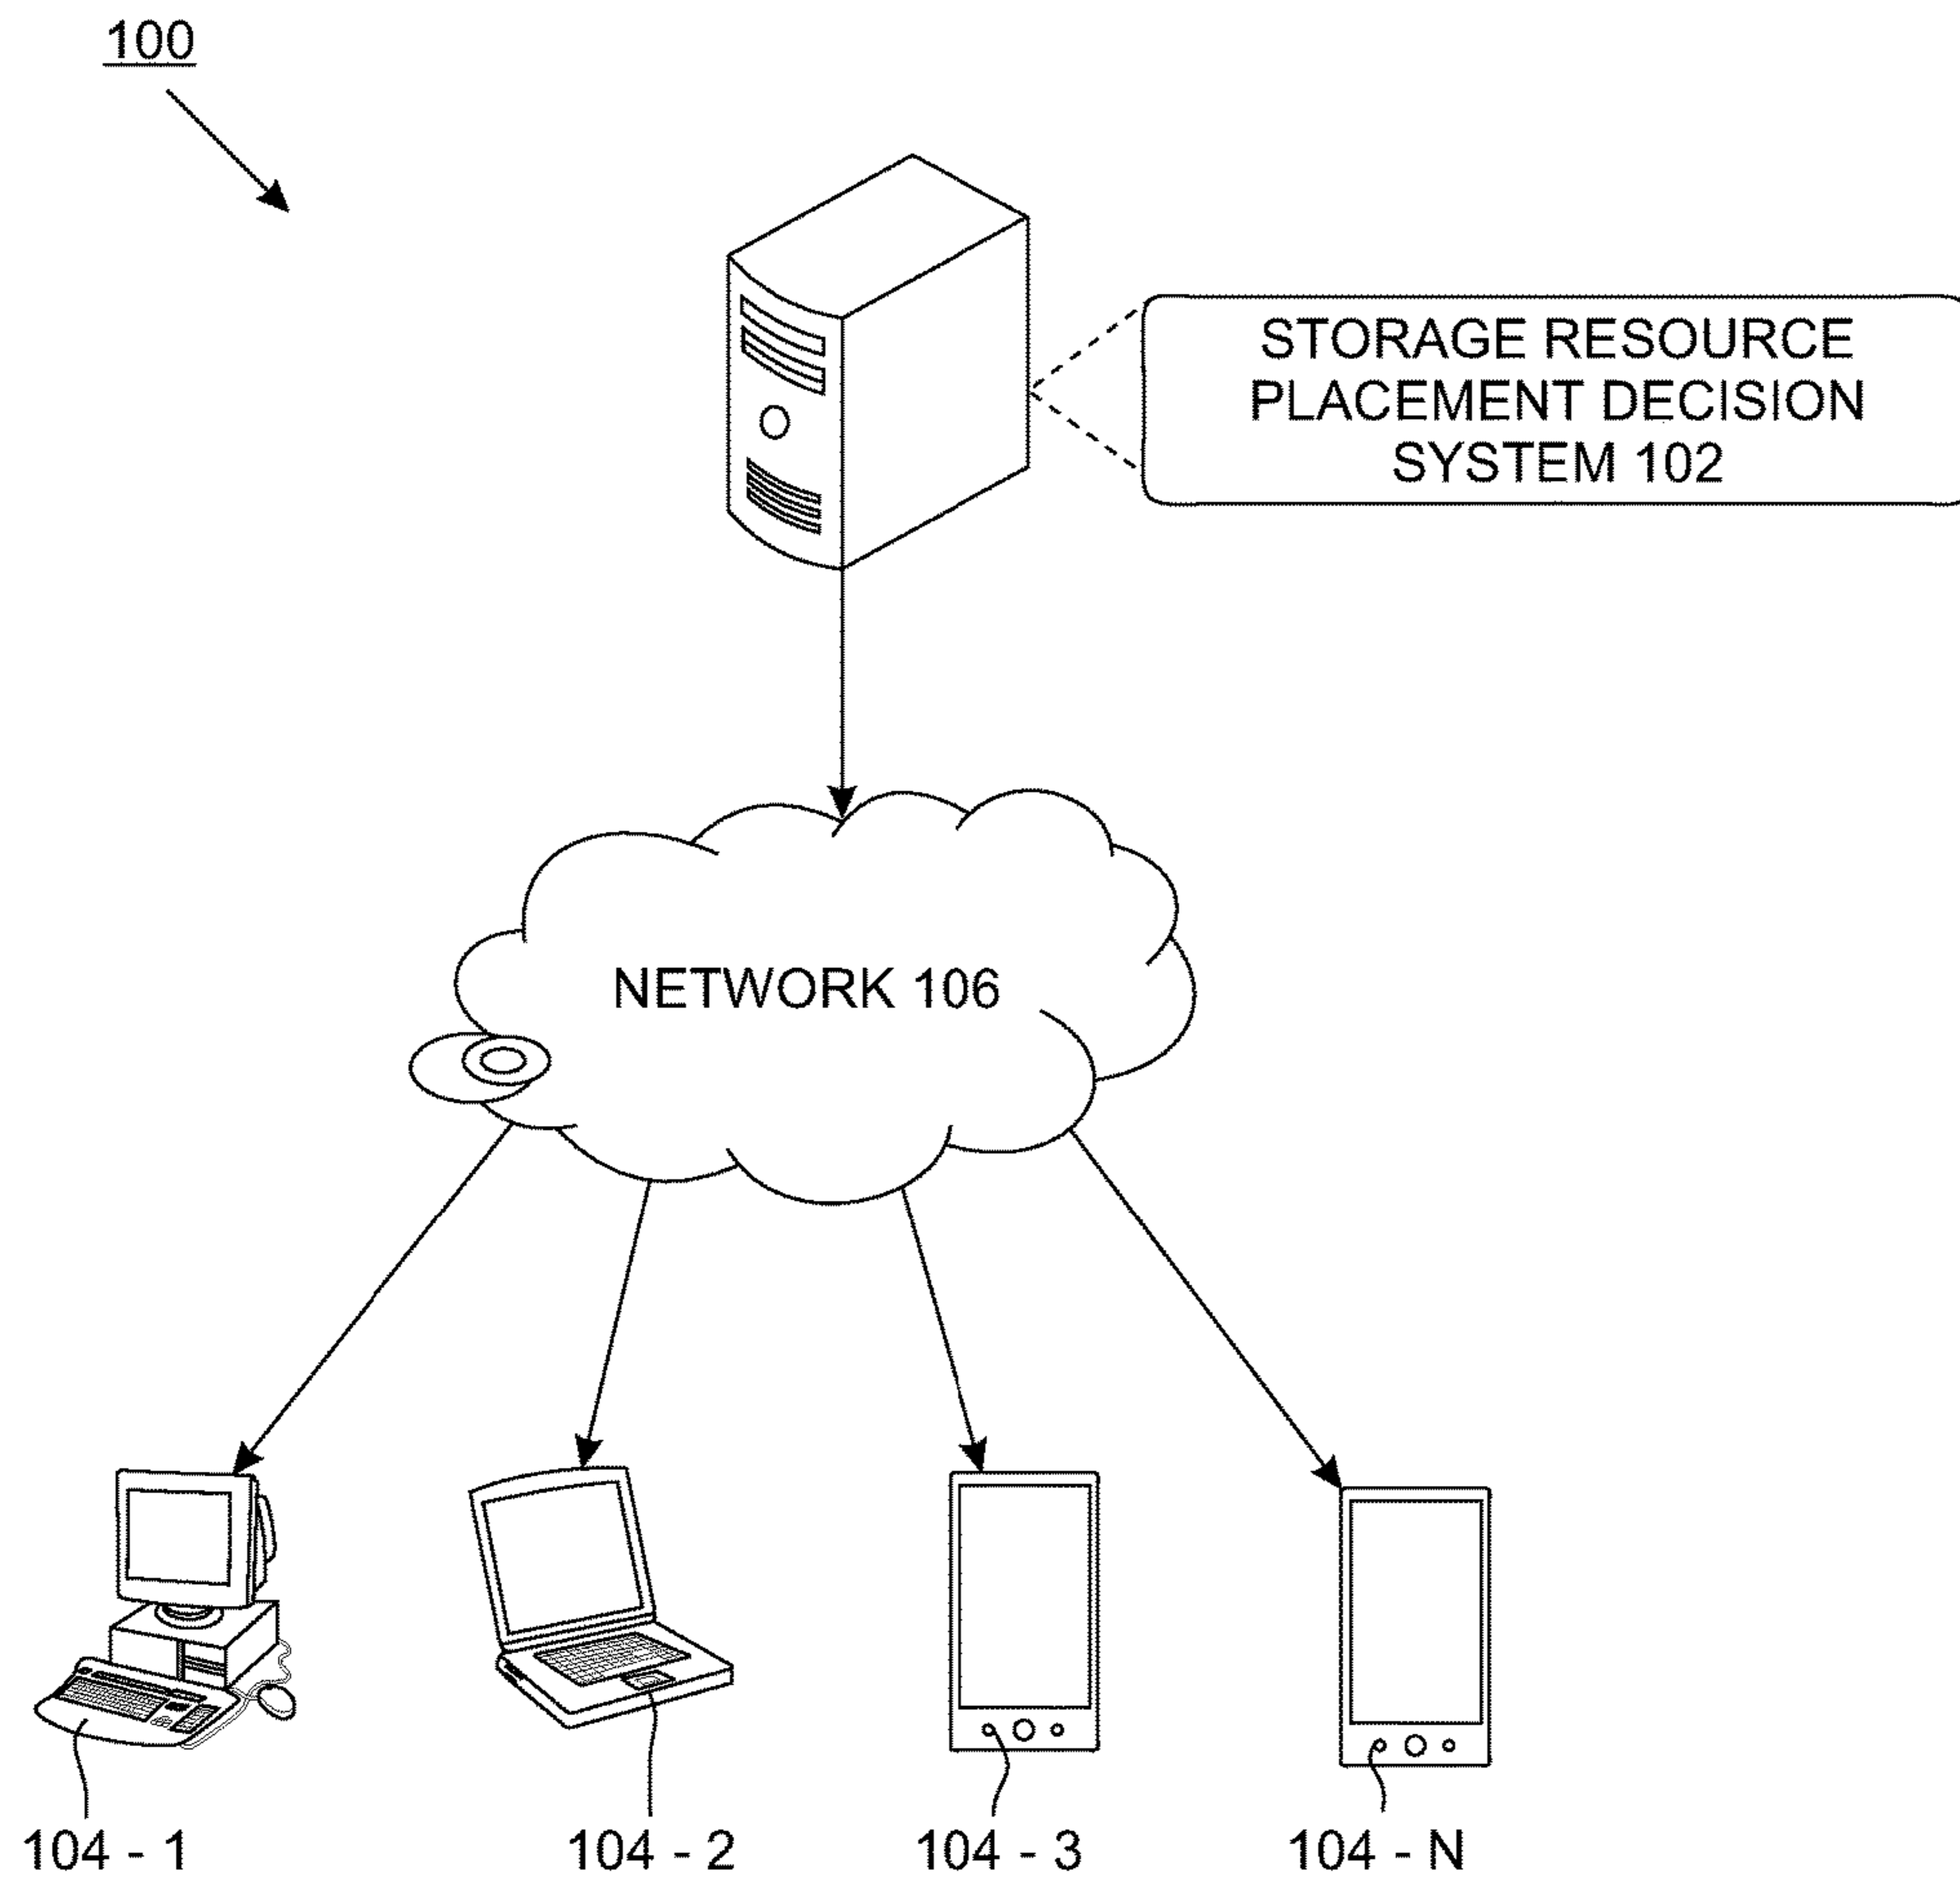 100
STORAGE RESOURCE
PLACEMENT DECISION
SYSTEM 102
NETWORK 106
104 - 1
104 - 2
104 - 3
104 - N